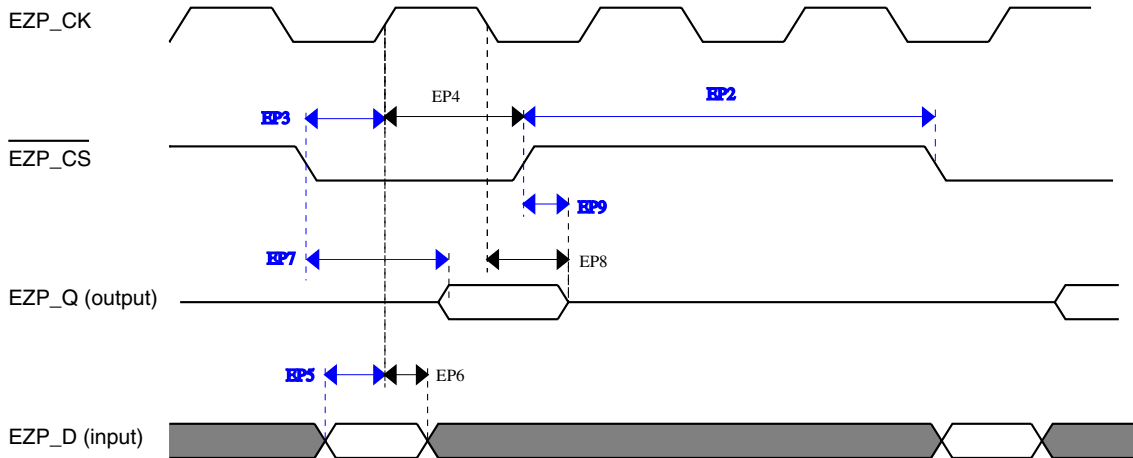 EZP_CK
EP3
EP4
EP2
EZP_CS
EP9
EP7
EP8
EZP_Q (output)
EP5
EP6
EZP_D (input)